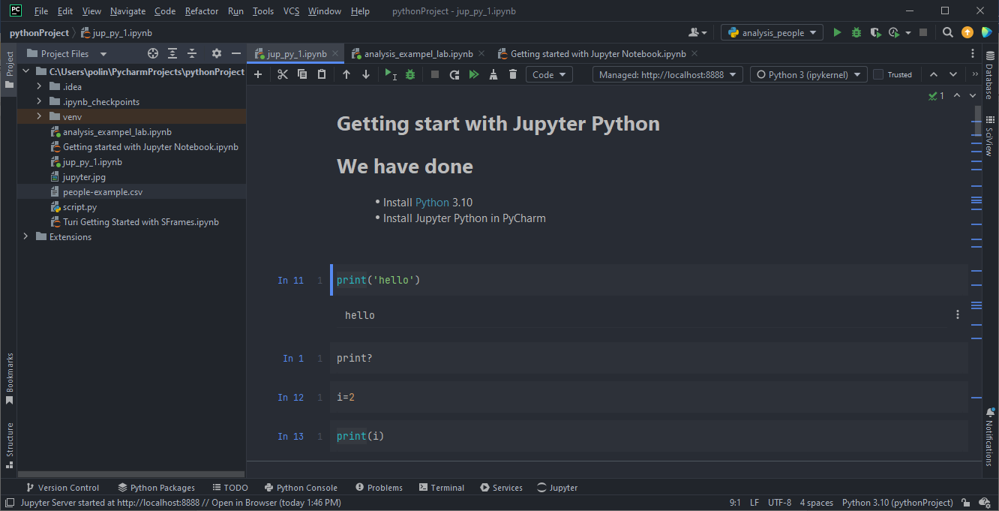 PC File Edit View Navigate Code Refactor Run Tools VCS Window Help pythonProject - jup_py_1.ipynb
pythonProject jup_py_1.ipynb analysis_people
Project
Project Files
jup_py_1.ipynb analysis_exampel_lab.ipynb Getting started with Jupyter Notebook.ipynb
Code Managed: http://localhost:8888 Python 3 (ipykernel) Trusted
C:\Users\polin\PycharmProjects\pythonProject
.idea
.ipynb_checkpoints
venv
analysis_exampel_lab.ipynb
Getting started with Jupyter Notebook.ipynb
jup_py_1.ipynb
jupyter.jpg
people-example.csv
script.py
Turi Getting Started with SFrames.ipynb
Extensions
1
Getting start with Jupyter Python
We have done
• Install Python 3.10
• Install Jupyter Python in PyCharm
In 11 1 print('hello')
hello
In 1 1 print?
In 12 1 i=2
In 13 1 print(i)
Database
SciView
Notifications
Bookmarks
Structure
Version Control Python Packages TODO Python Console Problems Terminal Services Jupyter
Jupyter Server started at http://localhost:8888 // Open in Browser (today 1:46 PM) 9:1 LF UTF-8 4 spaces Python 3.10 (pythonProject)